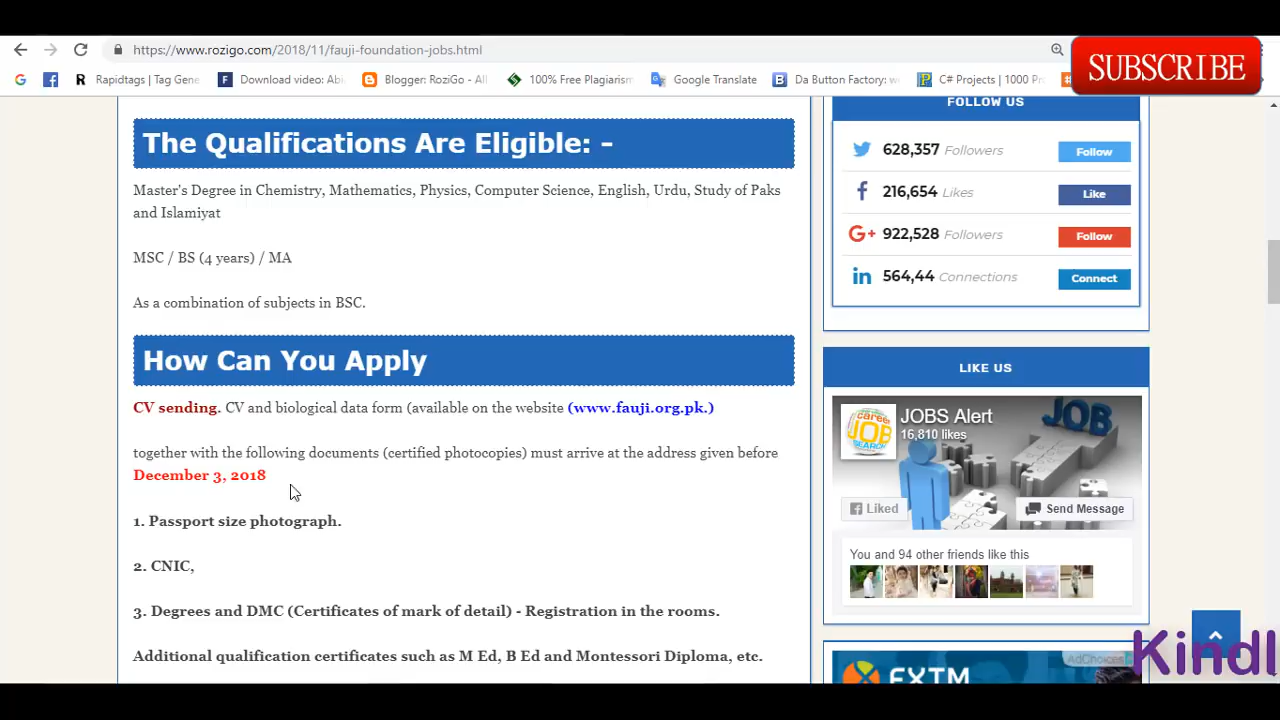 https://www.rozigo.com/2018/11/fauji-foundation-jobs.html
SUBSCRIBE
Rapidtags | Tag Gene
Download video: Abi
Blogger: RoziGo - All
100% Free Plagiarism
Google Translate
Da Button Factory: w
C# Projects | 1000 Pr
The Qualifications Are Eligible: -
Master's Degree in Chemistry, Mathematics, Physics, Computer Science, English, Urdu, Study of Paks
and Islamiyat
MSC / BS (4 years) / MA
As a combination of subjects in BSC.
How Can You Apply
CV sending. CV and biological data form (available on the website (www.fauji.org.pk.)
together with the following documents (certified photocopies) must arrive at the address given before
December 3, 2018
1. Passport size photograph.
2. CNIC,
3. Degrees and DMC (Certificates of mark of detail) - Registration in the rooms.
Additional qualification certificates such as M Ed, B Ed and Montessori Diploma, etc.
FOLLOW US
628,357 Followers Follow
216,654 Likes Like
G+ 922,528 Followers Follow
in 564,44 Connections Connect
LIKE US
JOBS Alert
16,810 likes
career
JOB
SEARCH
JOB
Liked
Send Message
You and 94 other friends like this
FXTM
AdChoices
Kindl